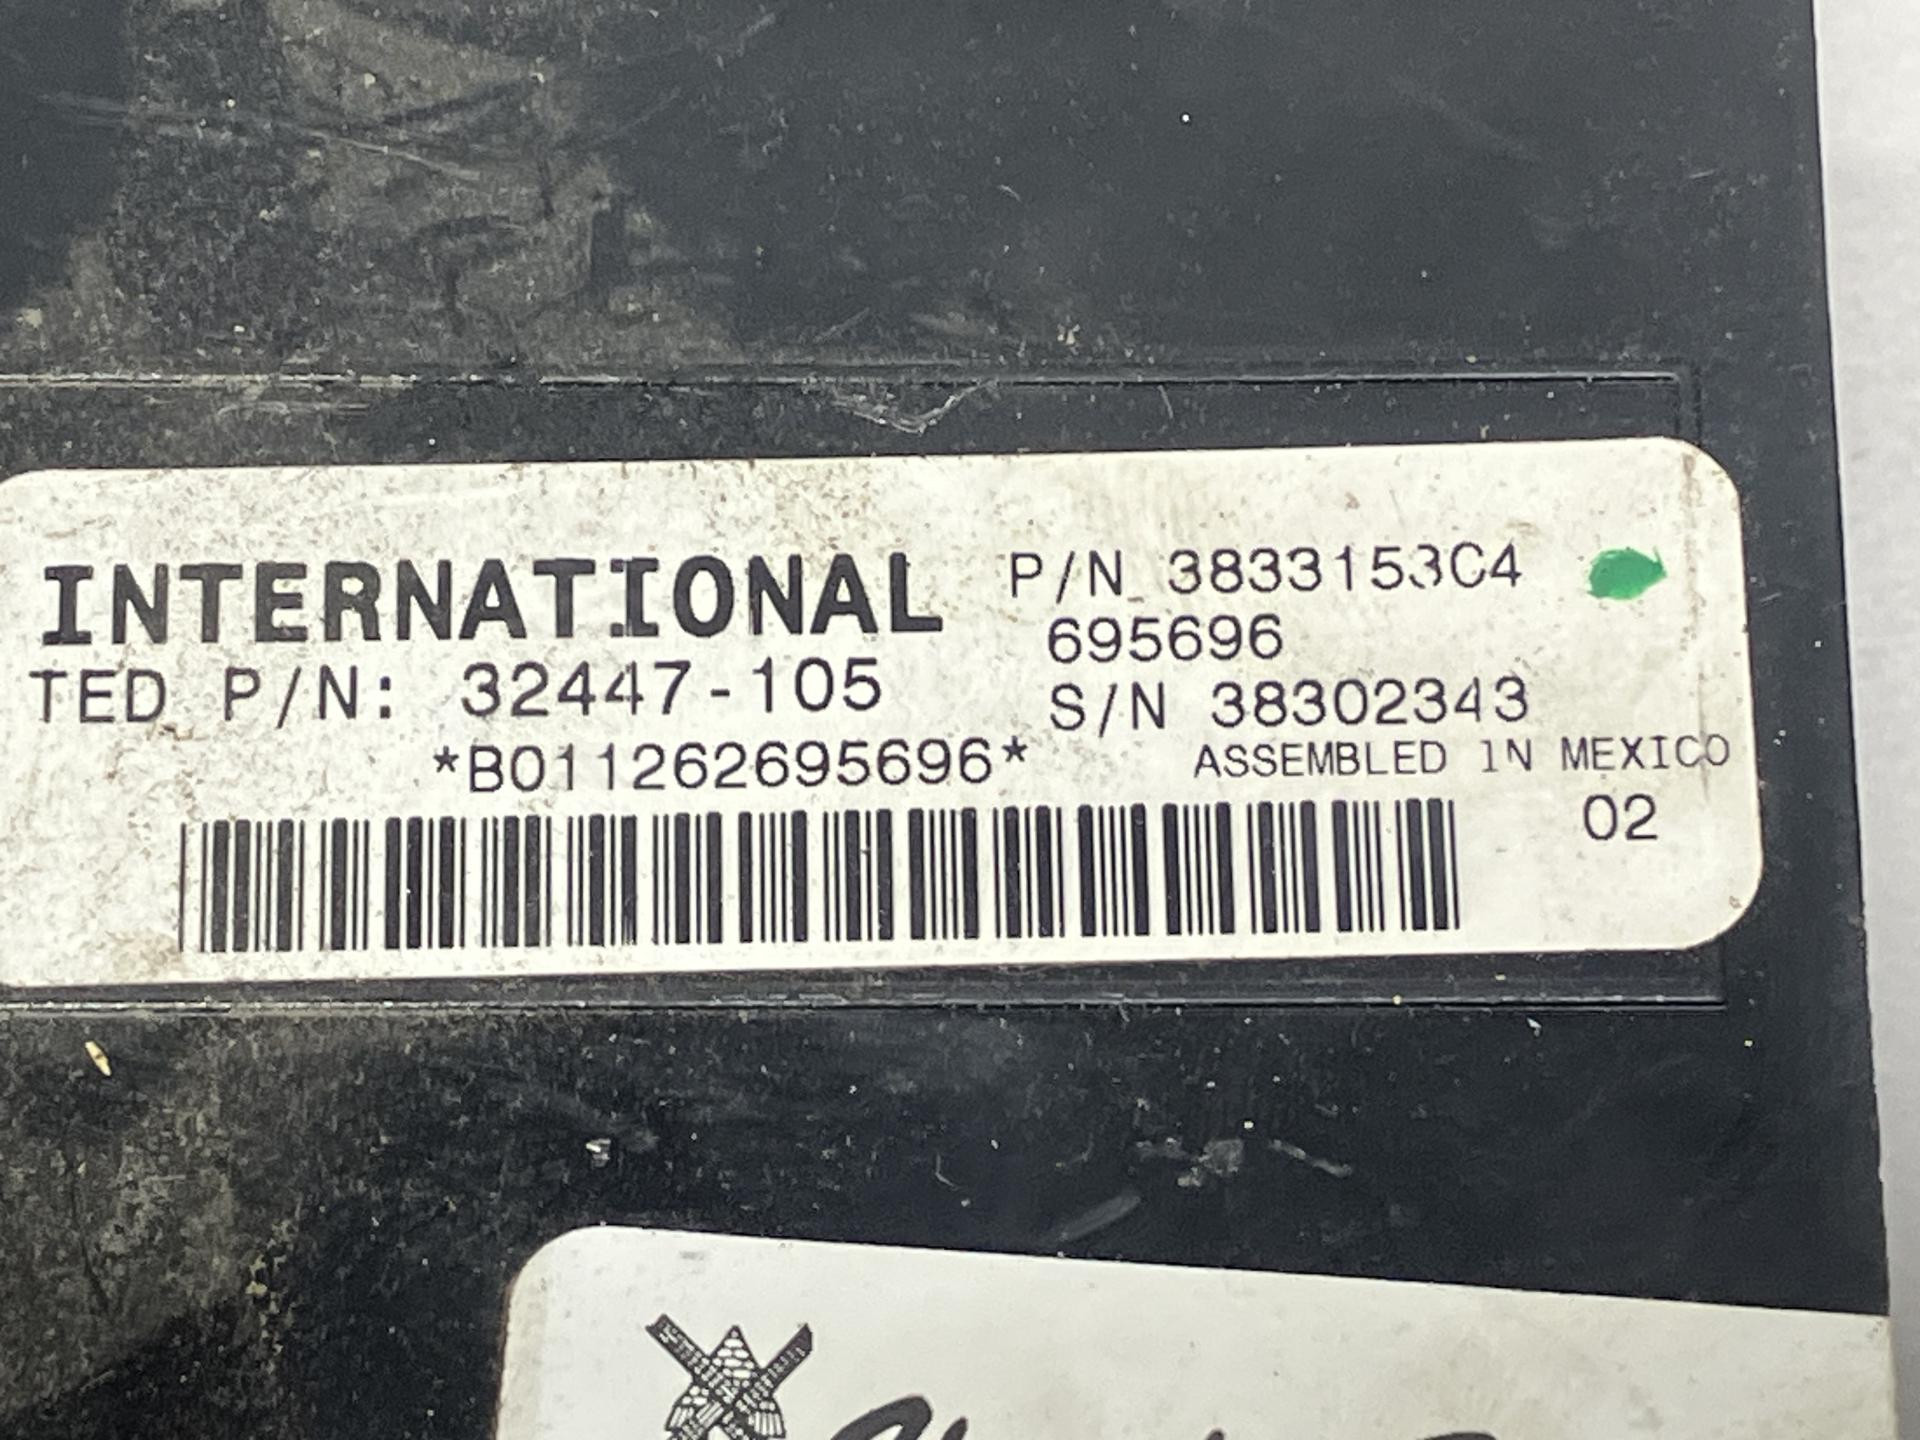 INTERNATIONAL
TED P/N: 32447-105
P/N 3833153C4
695696
S/N 38302343
*B011262695696*
ASSEMBLED IN MEXICO
02